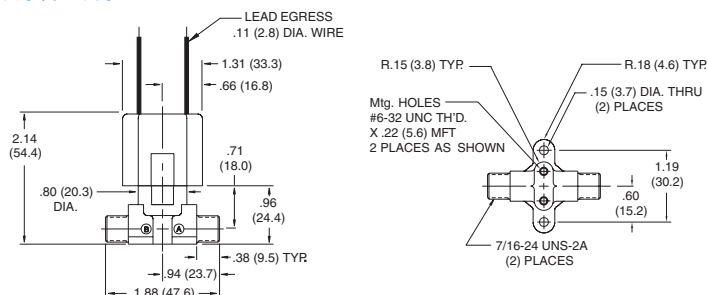 LEAD EGRESS
.11 (2.8) DIA. WIRE
1.31 (33.3)
.66 (16.8)
2.14
(54.4)
.71
(18.0)
.80 (20.3)
DIA.
.96
(24.4)
B
A
.38 (9.5) TYP.
.94 (23.7)
1.88 (47.6)
R.15 (3.8) TYP.
R.18 (4.6) TYP.
Mtg. HOLES
#6-32 UNC TH'D.
X .22 (5.6) MFT
2 PLACES AS SHOWN
.15 (3.7) DIA. THRU
(2) PLACES
1.19
(30.2)
.60
(15.2)
7/16-24 UNS-2A
(2) PLACES